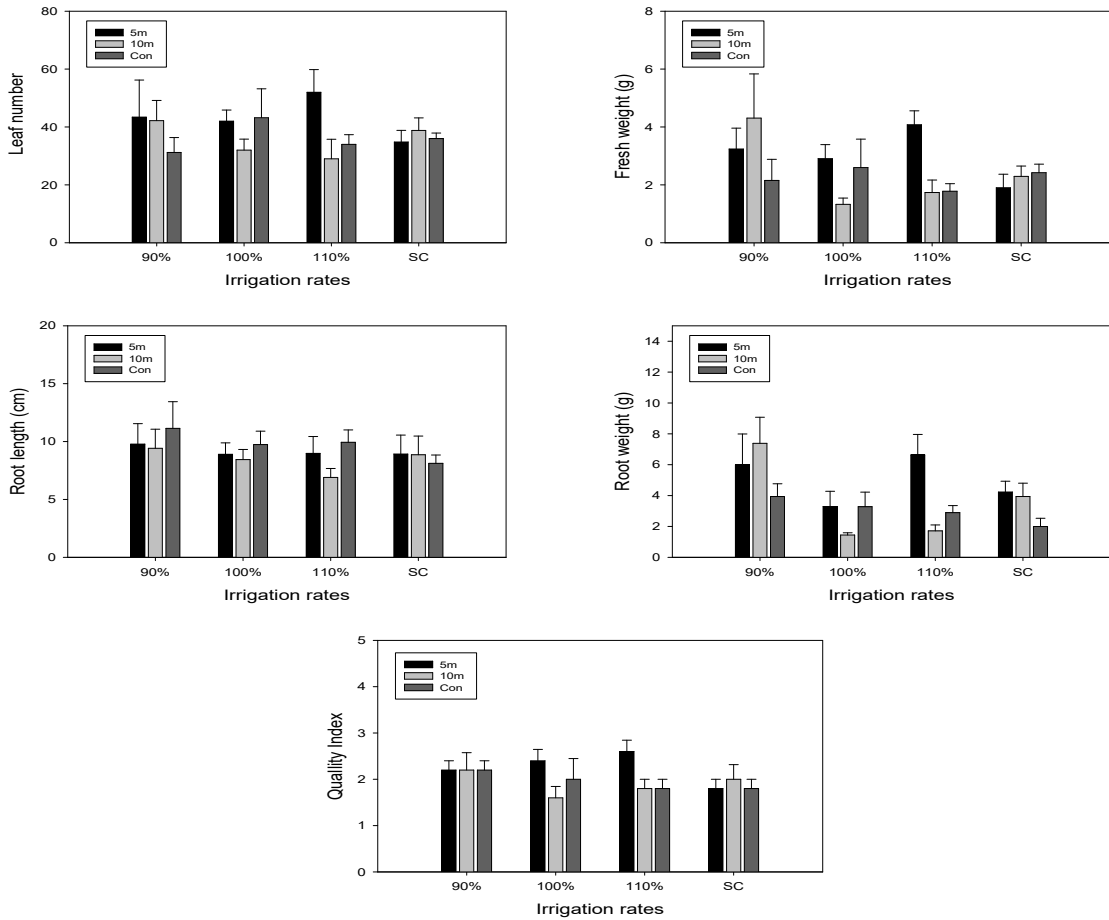 80
60
40
20
0
Leaf number
5m
10m
Con
90% 100% 110% SC
Irrigation rates
8
6
4
2
0
Fresh weight (g)
5m
10m
Con
90% 100% 110% SC
Irrigation rates
20
15
10
5
0
Root length (cm)
5m
10m
Con
90% 100% 110% SC
Irrigation rates
14
12
10
8
6
4
2
0
Root weight (g)
5m
10m
Con
90% 100% 110% SC
Irrigation rates
5
4
3
2
1
0
Quallity Index
5m
10m
Con
90% 100% 110% SC
Irrigation rates